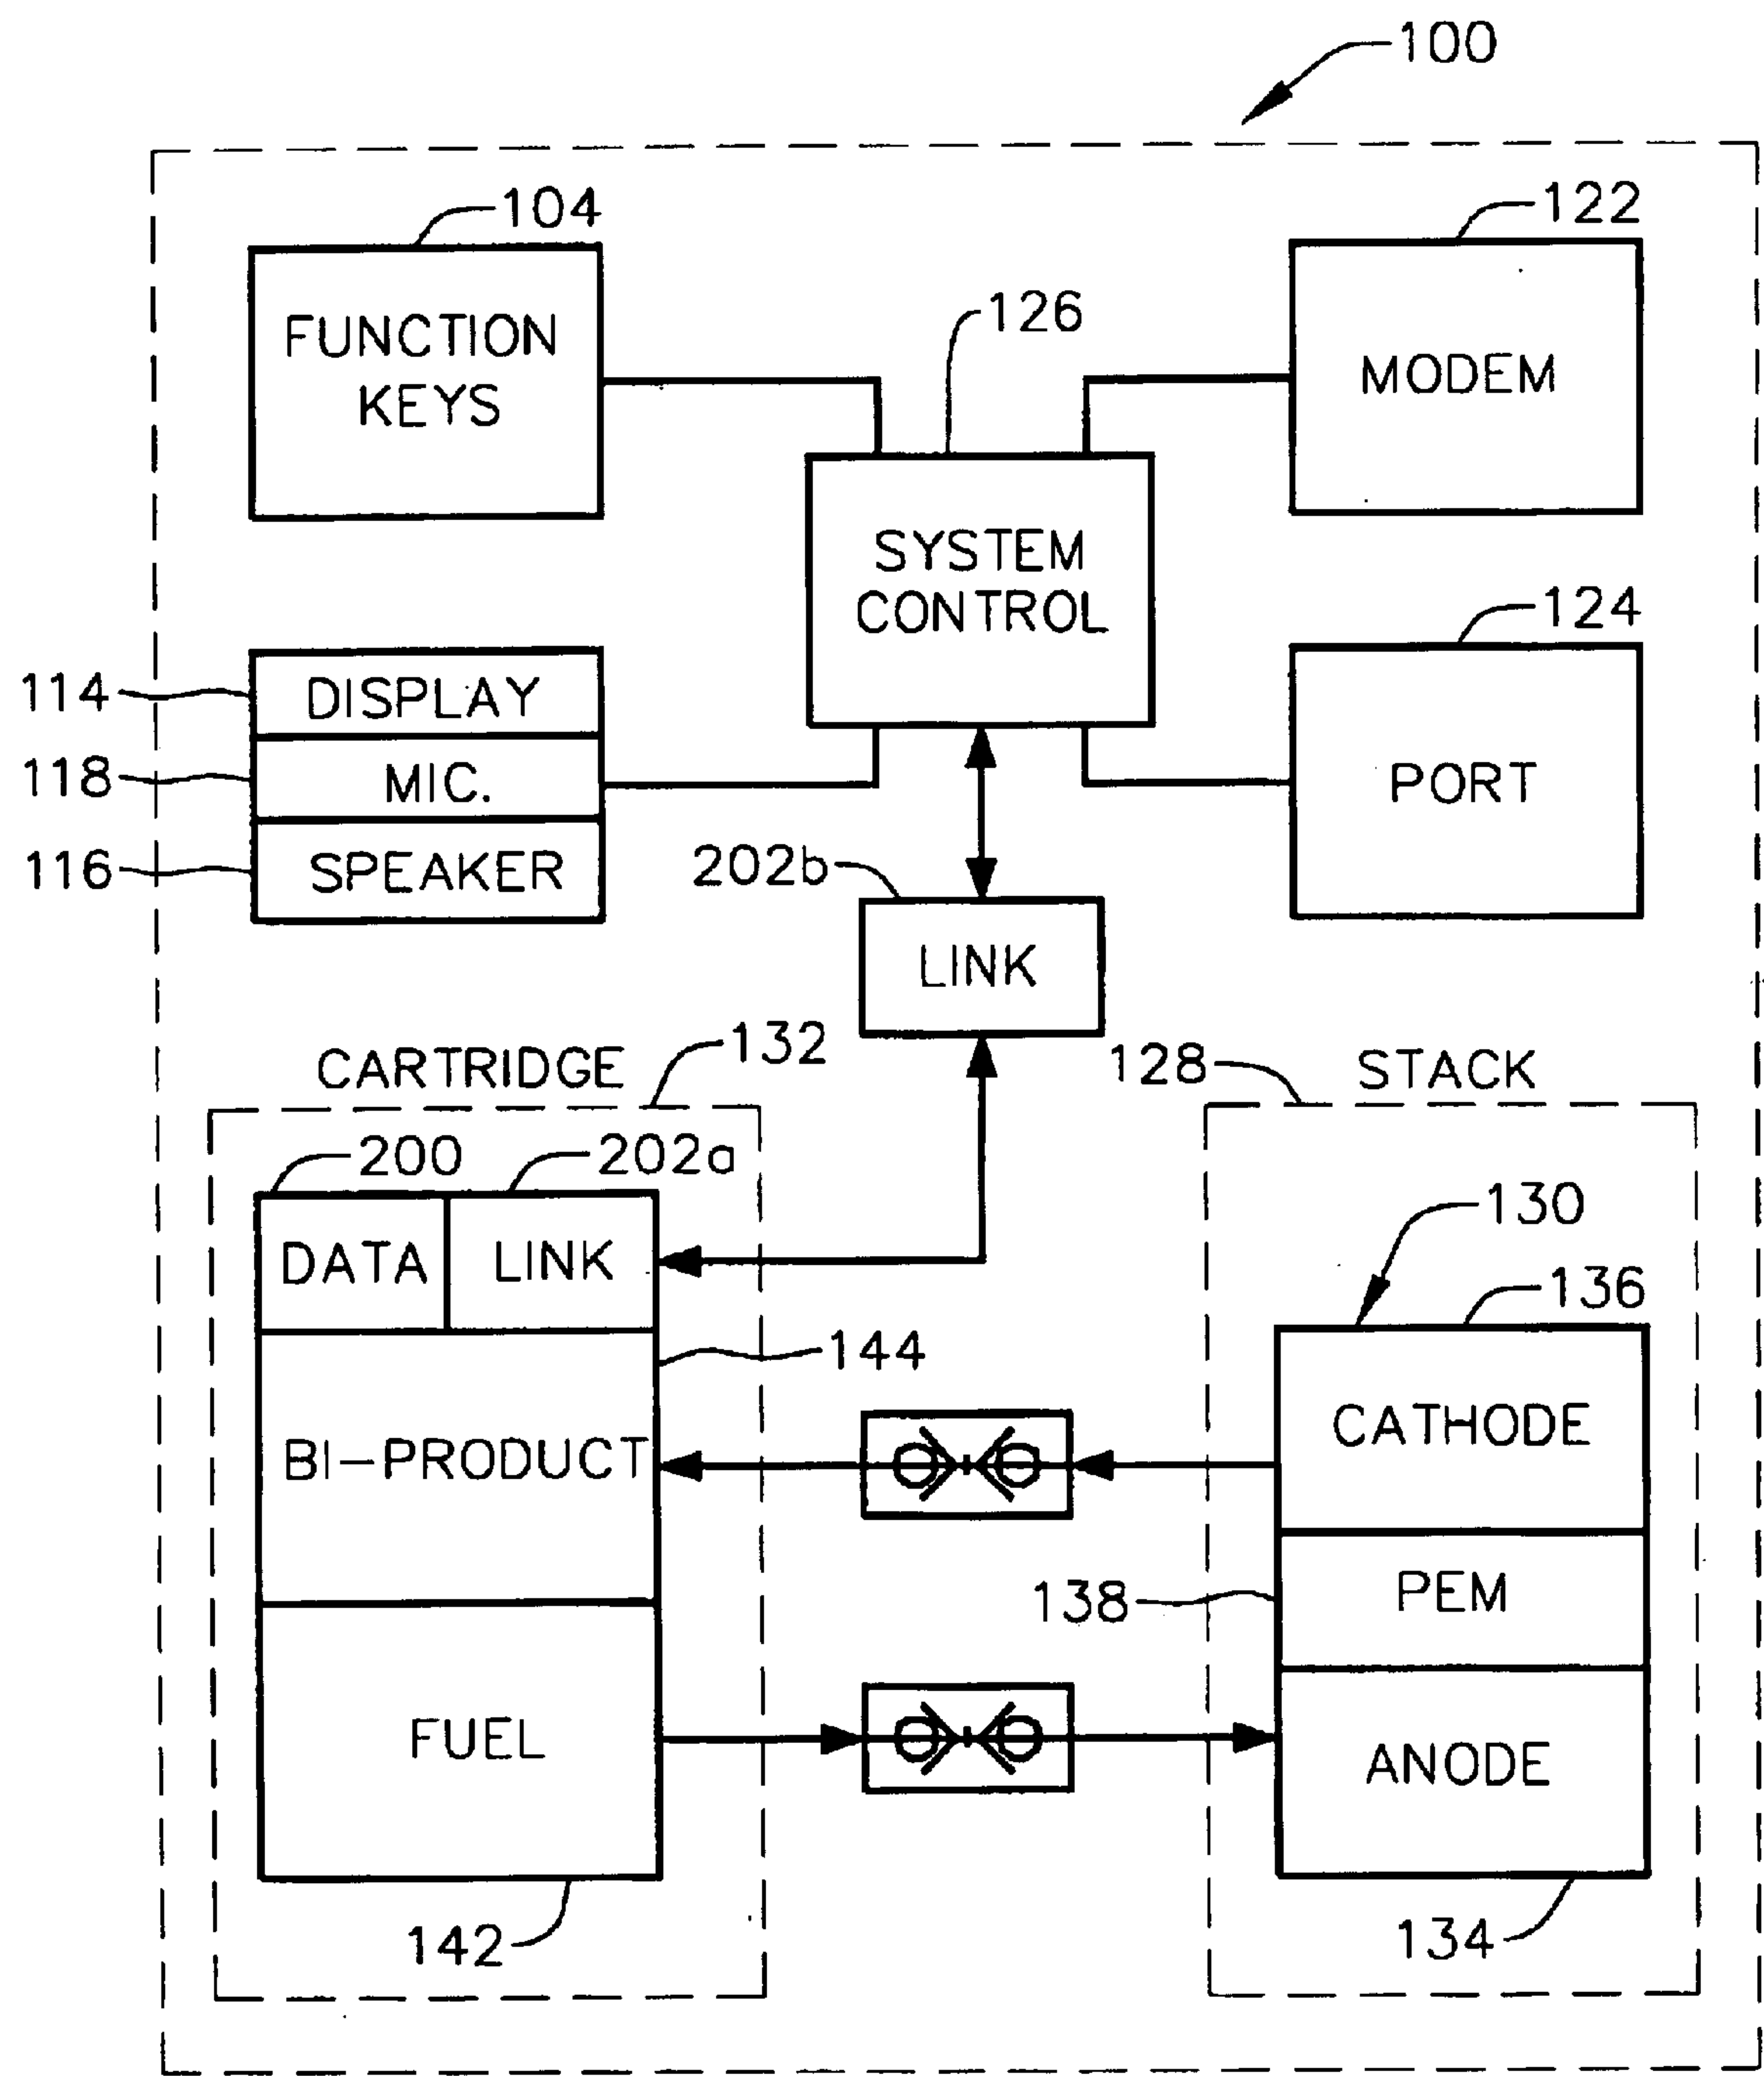 100
104
122
FUNCTION
KEYS
126
MODEM
SYSTEM
CONTROL
124
114
DISPLAY
118
MIC.
PORT
116
SPEAKER
202b
LINK
CARTRIDGE
132
128
STACK
200
202a
130
DATA
LINK
136
144
CATHODE
BI-PRODUCT
138
PEM
FUEL
ANODE
142
134